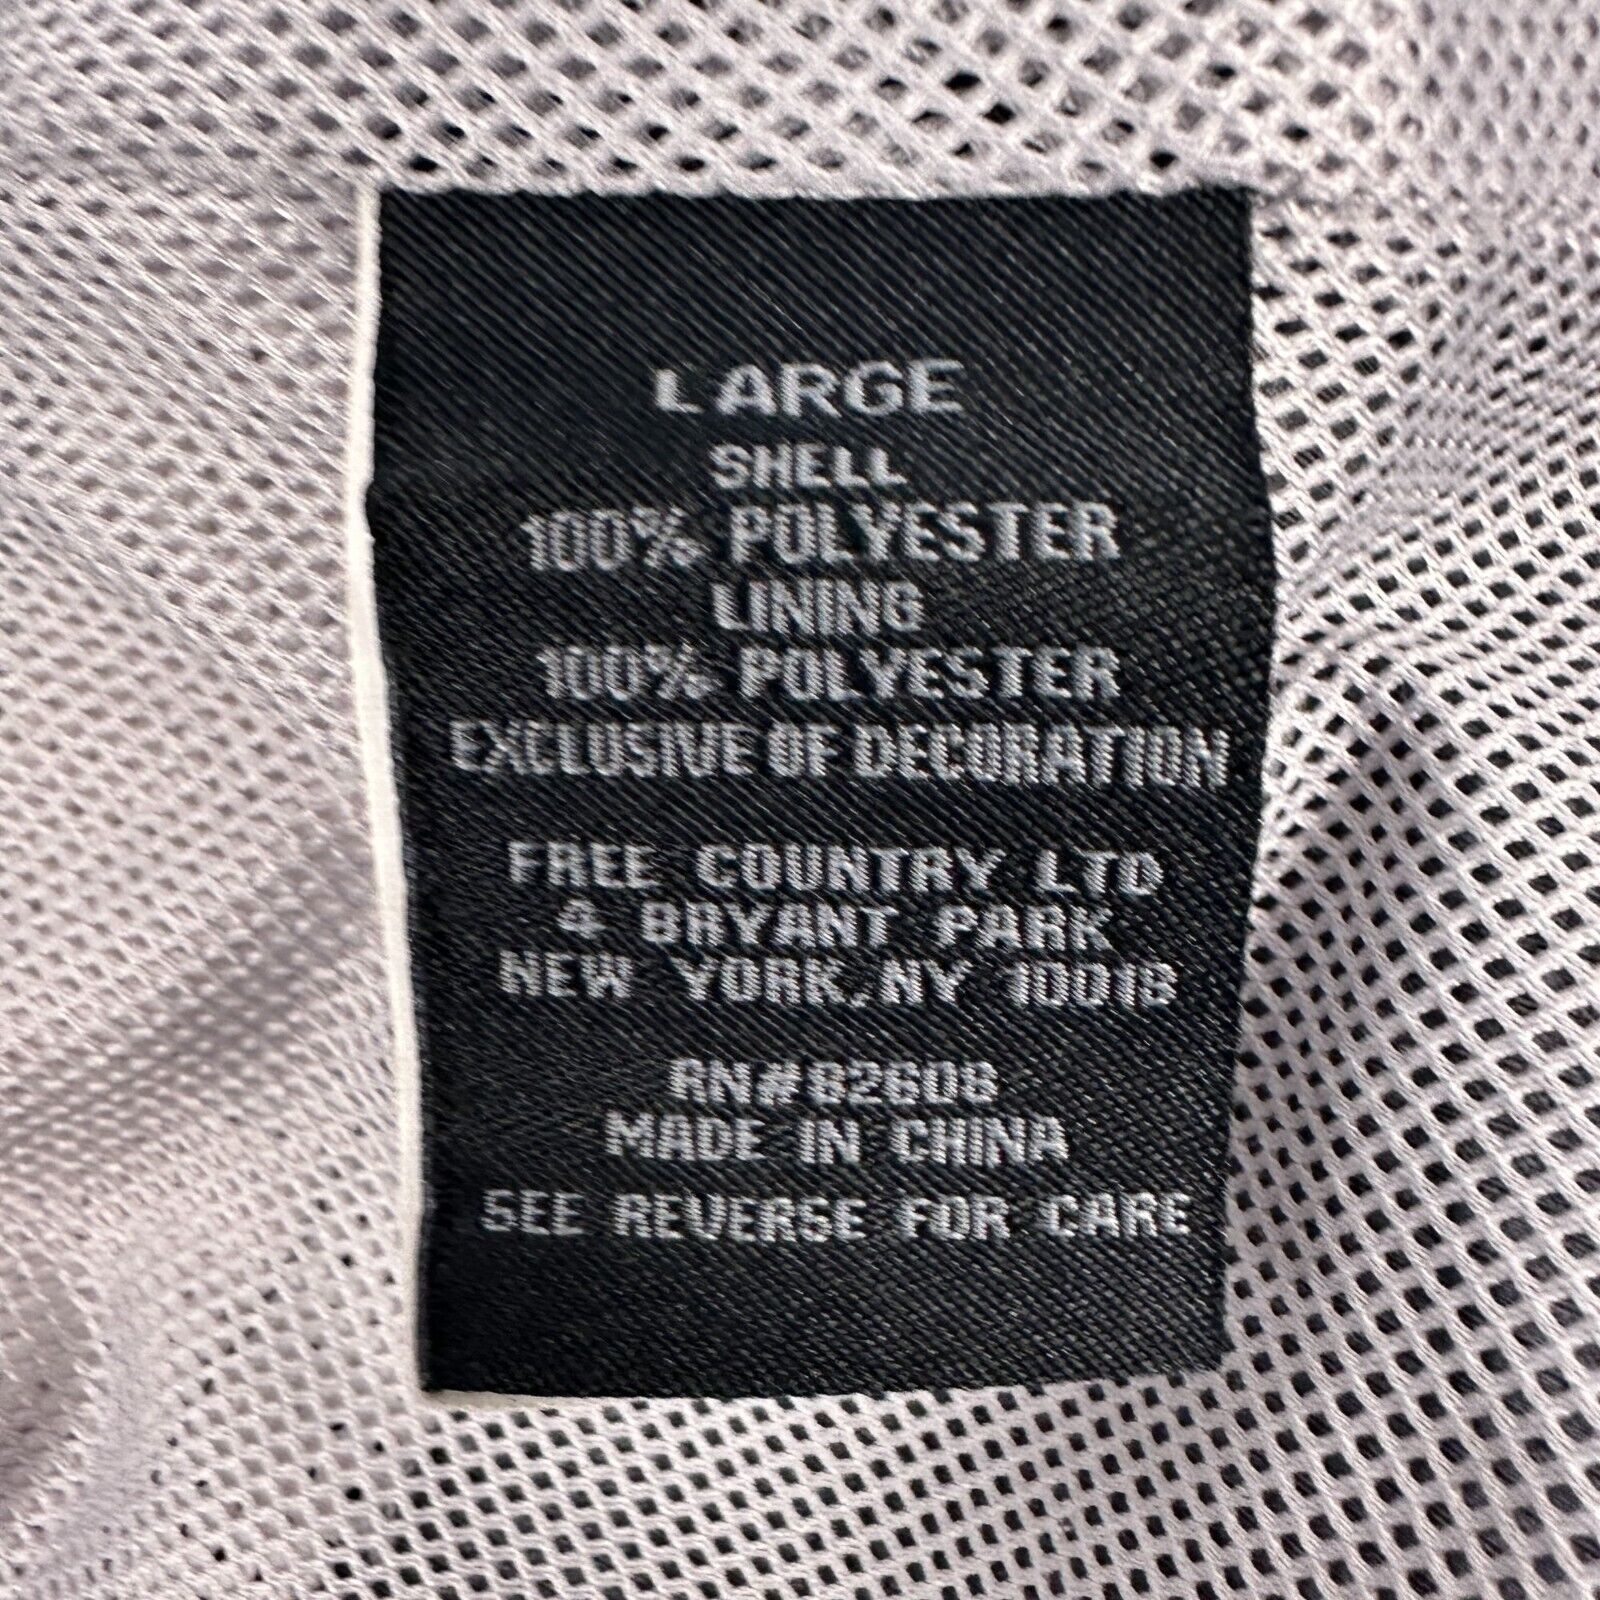 LARGE
SHELL
100% POLYESTER
LINING
100% POLYESTER
EXCLUSIVE OF DECORATION
FREE COUNTRY LTD
4 BRYANT PARK
NEW YORK,NY 10018
RN#62608
MADE IN CHINA
SEE REVERSE FOR CARE